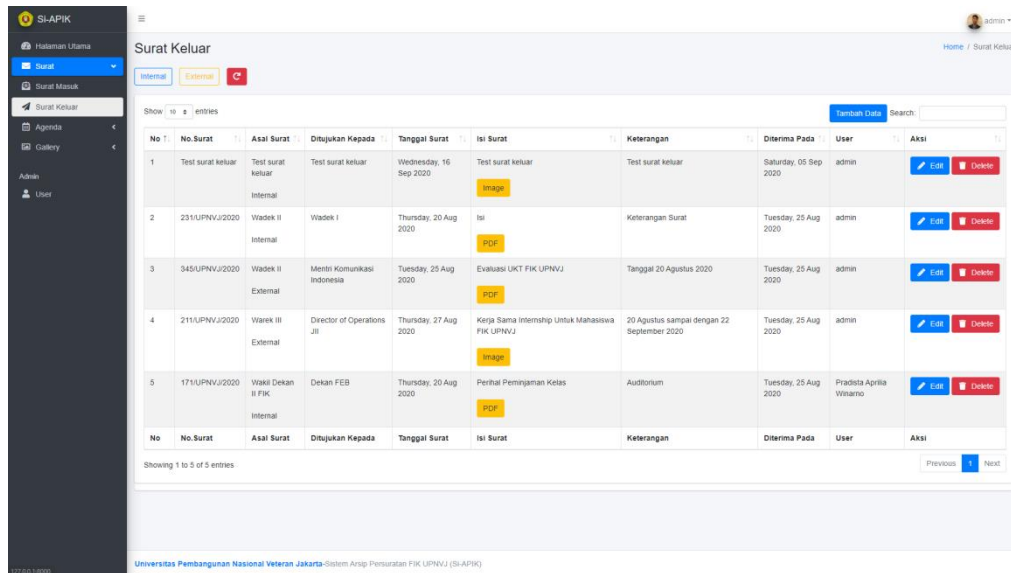 Si-APIK
admin
Halaman Utama
Surat
Surat Masuk
Surat Keluar
Agenda
Gallery
Admin
User
Surat Keluar
Home / Surat Kelua
Internal External
Show 10 entries
Tambah Data Search:
No No.Surat Asal Surat Ditujukan Kepada Tanggal Surat Isi Surat Keterangan Diterima Pada User Aksi
1 Test surat keluar Test surat keluar Test surat keluar Wednesday, 16 Sep 2020 Test surat keluar Test surat keluar Saturday, 05 Sep 2020 admin Edit Delete
Internal Image
2 231/UPNVJ/2020 Wadek II Wadek I Thursday, 20 Aug 2020 Isi Keterangan Surat Tuesday, 25 Aug 2020 admin Edit Delete
Internal PDF
3 345/UPNVJ/2020 Wadek II Mentri Komunikasi Indonesia Tuesday, 25 Aug 2020 Evaluasi UKT FIK UPNVJ Tanggal 20 Agustus 2020 Tuesday, 25 Aug 2020 admin Edit Delete
External PDF
4 211/UPNVJ/2020 Warek III Director of Operations JII Thursday, 27 Aug 2020 Kerja Sama Internship Untuk Mahasiswa FIK UPNVJ 20 Agustus sampai dengan 22 September 2020 Tuesday, 25 Aug 2020 admin Edit Delete
External Image
5 171/UPNVJ/2020 Wakil Dekan II FIK Dekan FEB Thursday, 20 Aug 2020 Perihal Peminjaman Kelas Auditorium Tuesday, 25 Aug 2020 Pradista Aprilia Winarno Edit Delete
Internal PDF
No No.Surat Asal Surat Ditujukan Kepada Tanggal Surat Isi Surat Keterangan Diterima Pada User Aksi
Showing 1 to 5 of 5 entries
Previous 1 Next
Universitas Pembangunan Nasional Veteran Jakarta-Sistem Arsip Persuratan FIK UPNVJ (Si-APIK)
127.0.0.1:8000